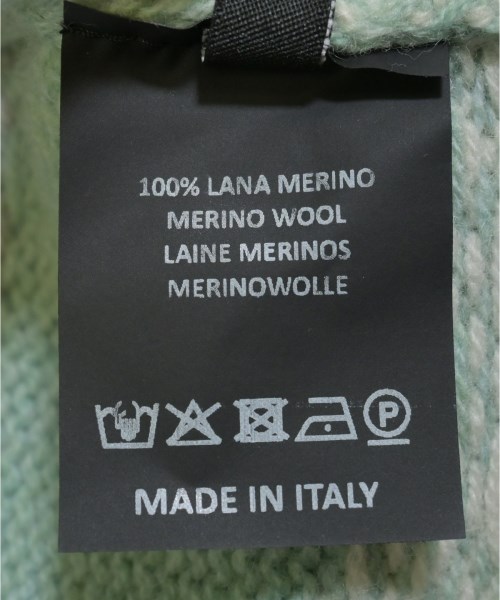 100% LANA MERINO
MERINO WOOL
LAINE MERINOS
MERINOWOLLE
P
MADE IN ITALY